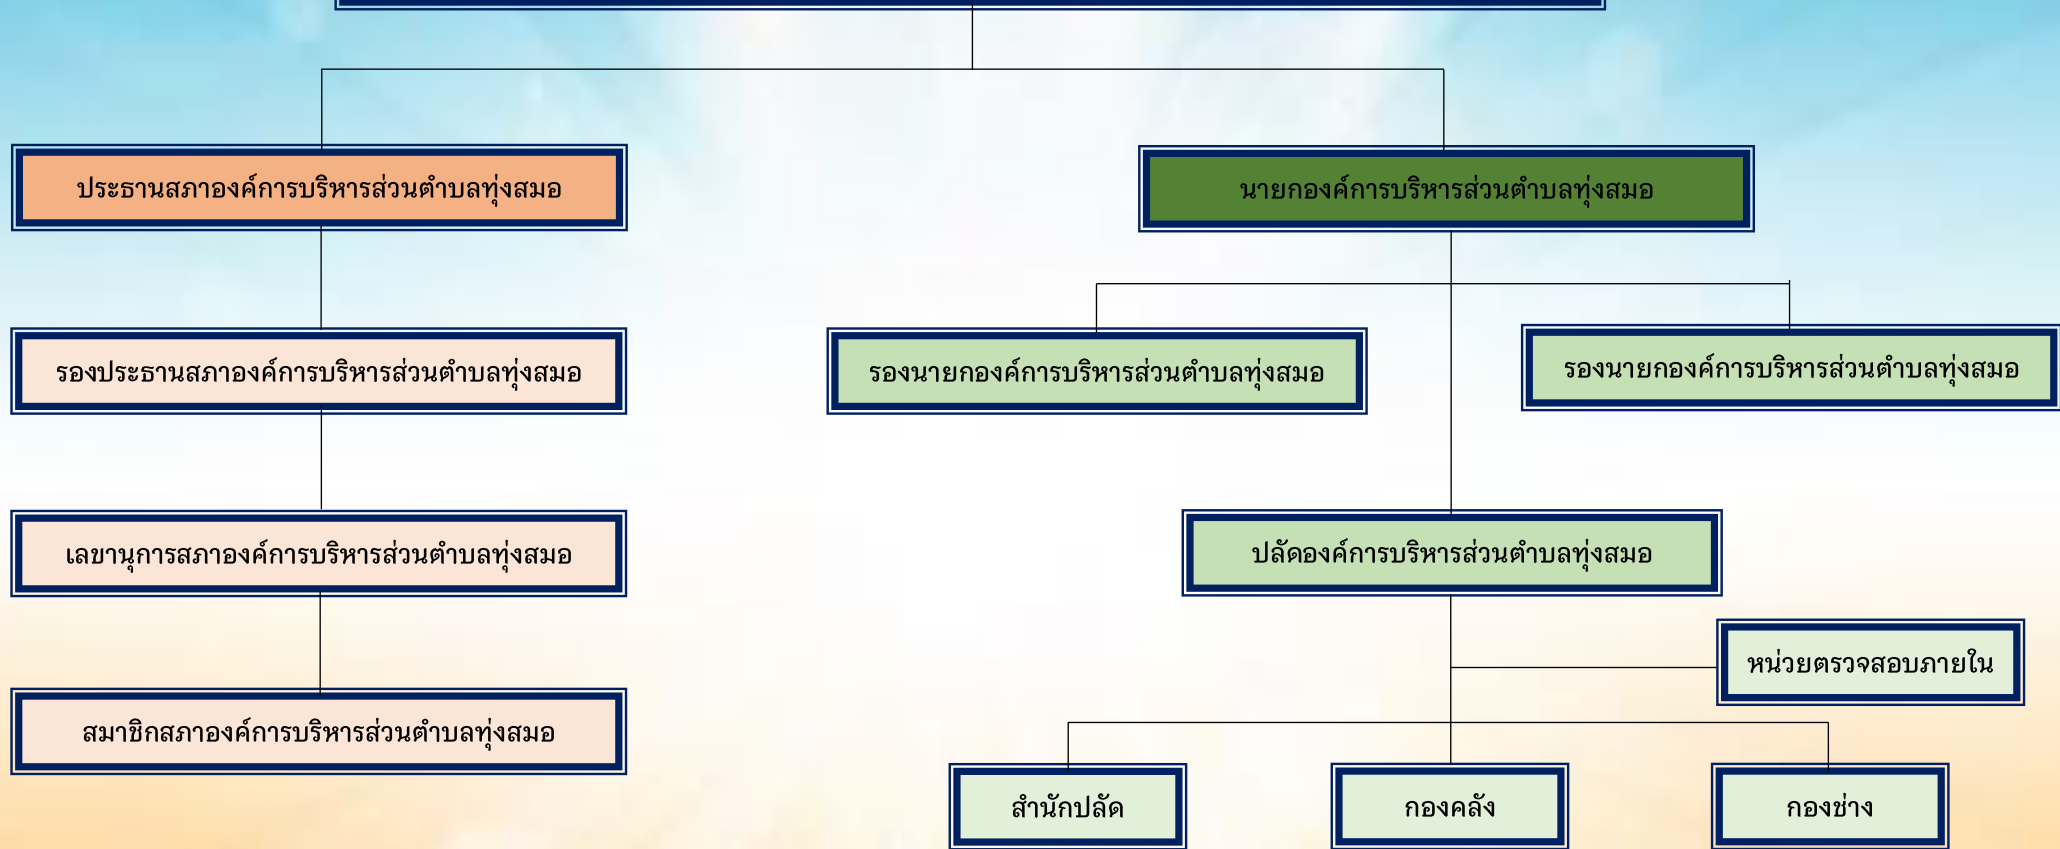 ประธานสภาองค์การบริหารส่วนตำบลทุ่งสมอ
นายกองค์การบริหารส่วนตำบลทุ่งสมอ
รองประธานสภาองค์การบริหารส่วนตำบลทุ่งสมอ
รองนายกองค์การบริหารส่วนตำบลทุ่งสมอ
รองนายกองค์การบริหารส่วนตำบลทุ่งสมอ
เลขานุการสภาองค์การบริหารส่วนตำบลทุ่งสมอ
ปลัดองค์การบริหารส่วนตำบลทุ่งสมอ
หน่วยตรวจสอบภายใน
สมาชิกสภาองค์การบริหารส่วนตำบลทุ่งสมอ
สำนักปลัด
กองคลัง
กองช่าง